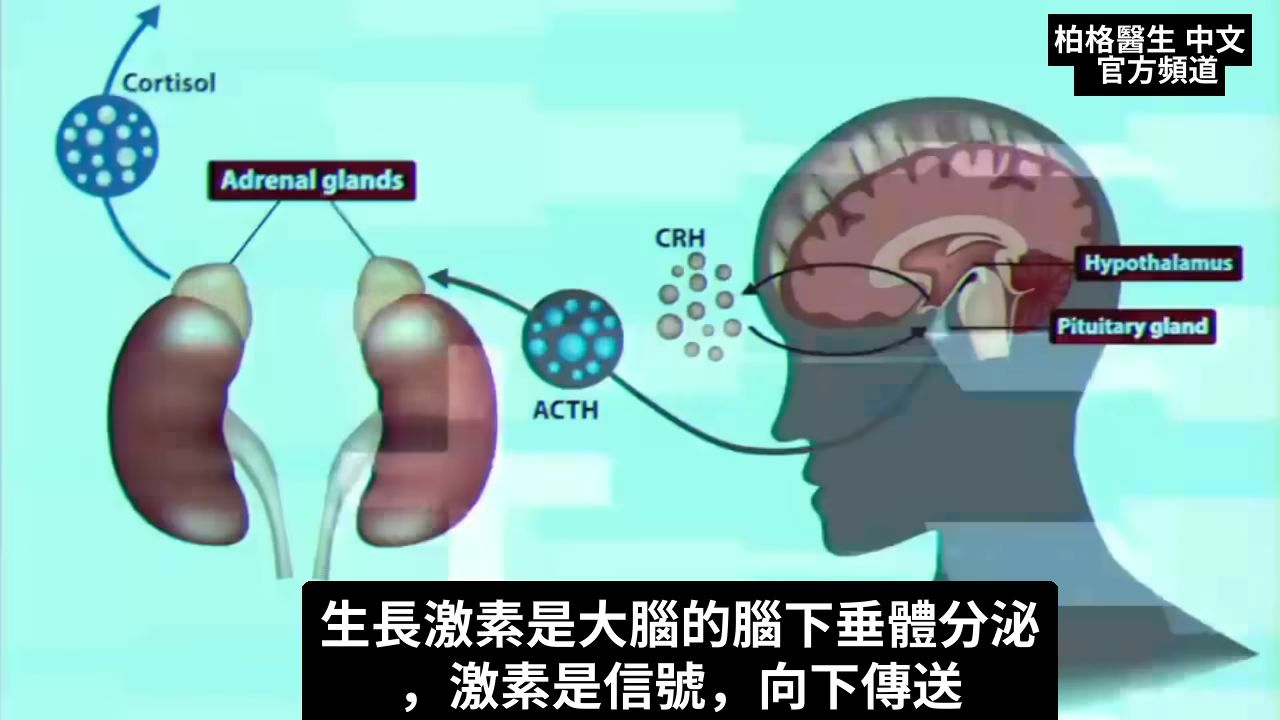 柏格醫生 中文
官方頻道
Cortisol
Adrenal glands
CRH
Hypothalamus
Pituitary gland
ACTH
生長激素是大腦的腦下垂體分泌
，激素是信號，向下傳送